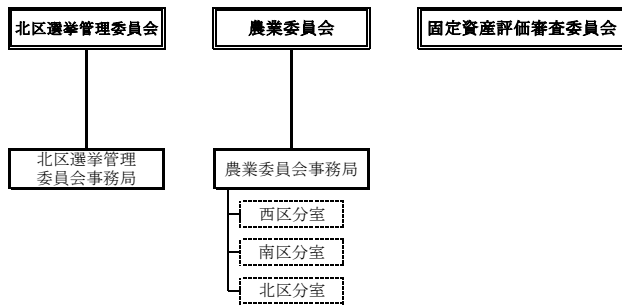 北区選挙管理委員会
農業委員会
固定資産評価審査委員会
北区選挙管理
委員会事務局
農業委員会事務局
西区分室
南区分室
北区分室